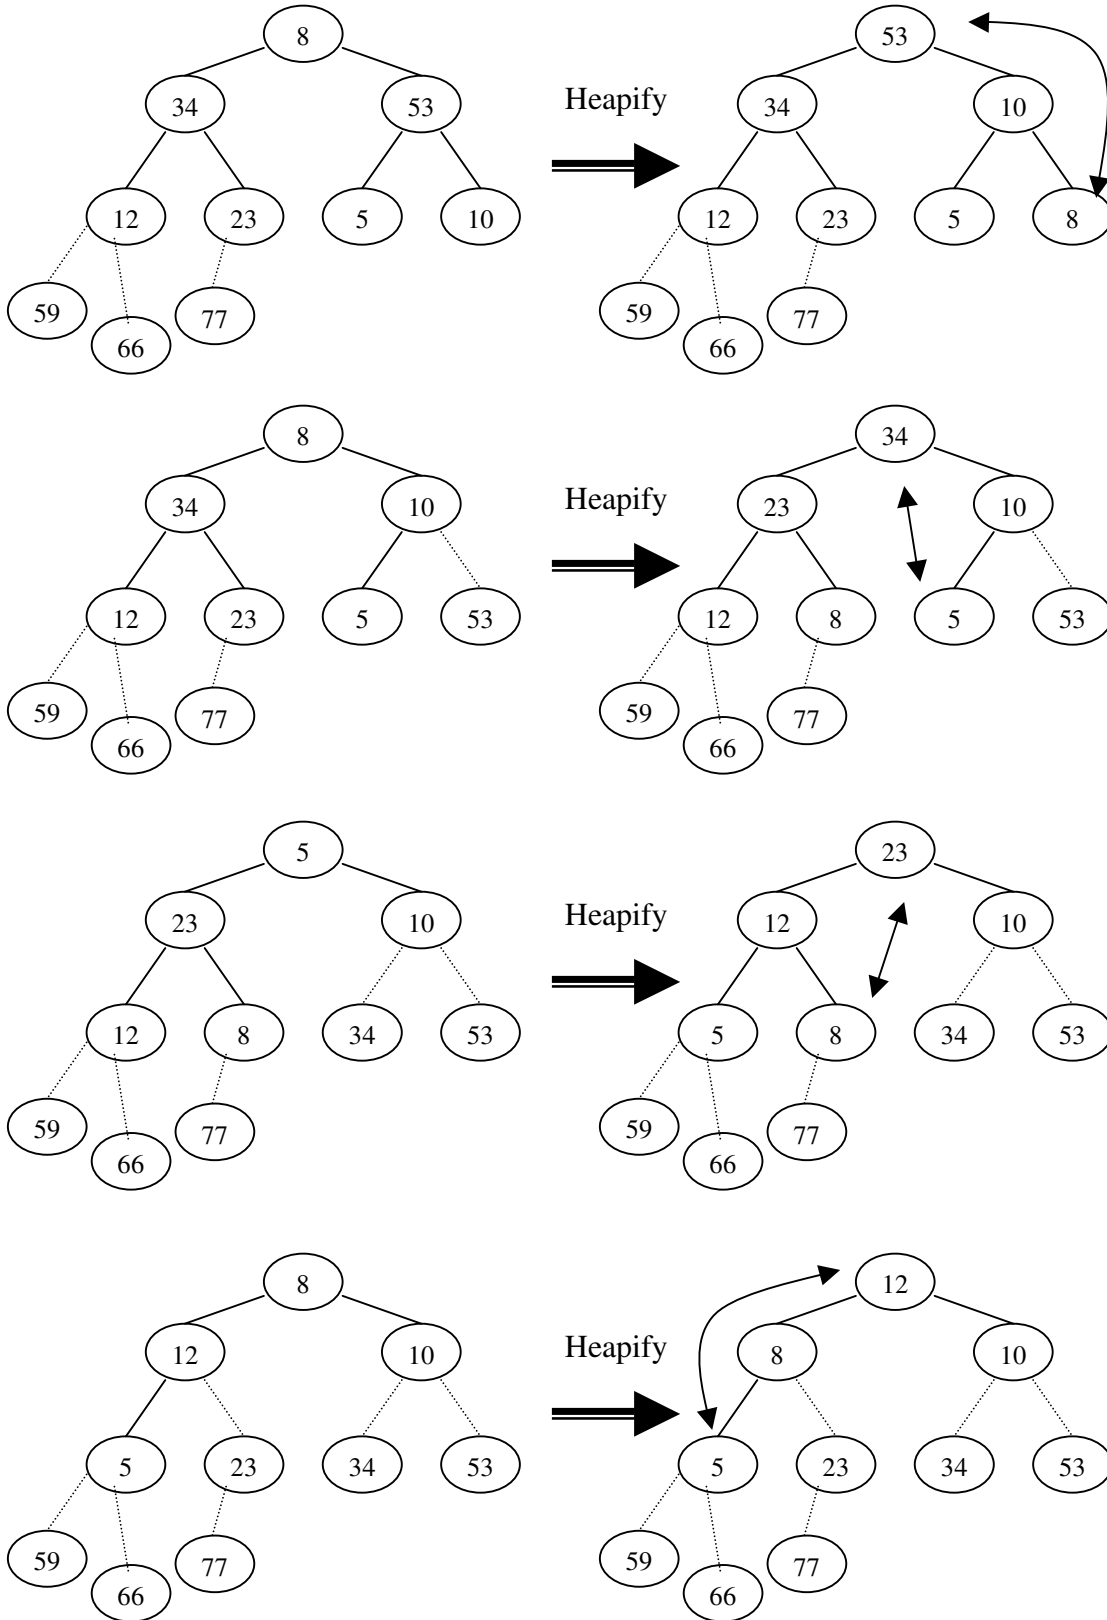 8 53
34 53 Heapify 34 10
12 23 5 10 12 23 5 8
59 66 77 59 66 77
8 34
34 10 Heapify 23 10
12 23 5 53 12 8 5 53
59 66 77 59 66 77
5 23
23 10 Heapify 12 10
12 8 34 53 5 8 34 53
59 66 77 59 66 77
8 12
12 10 Heapify 8 10
5 23 34 53 5 23 34 53
59 66 77 59 66 77